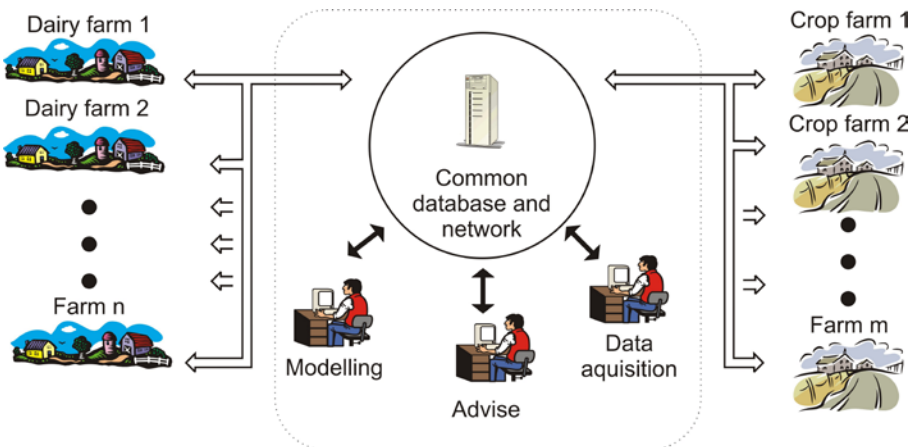 Dairy farm 1
Dairy farm 2
Farm n
Common
database and
network
Modelling
Advise
Data
aquisition
Crop farm 1
Crop farm 2
Farm m